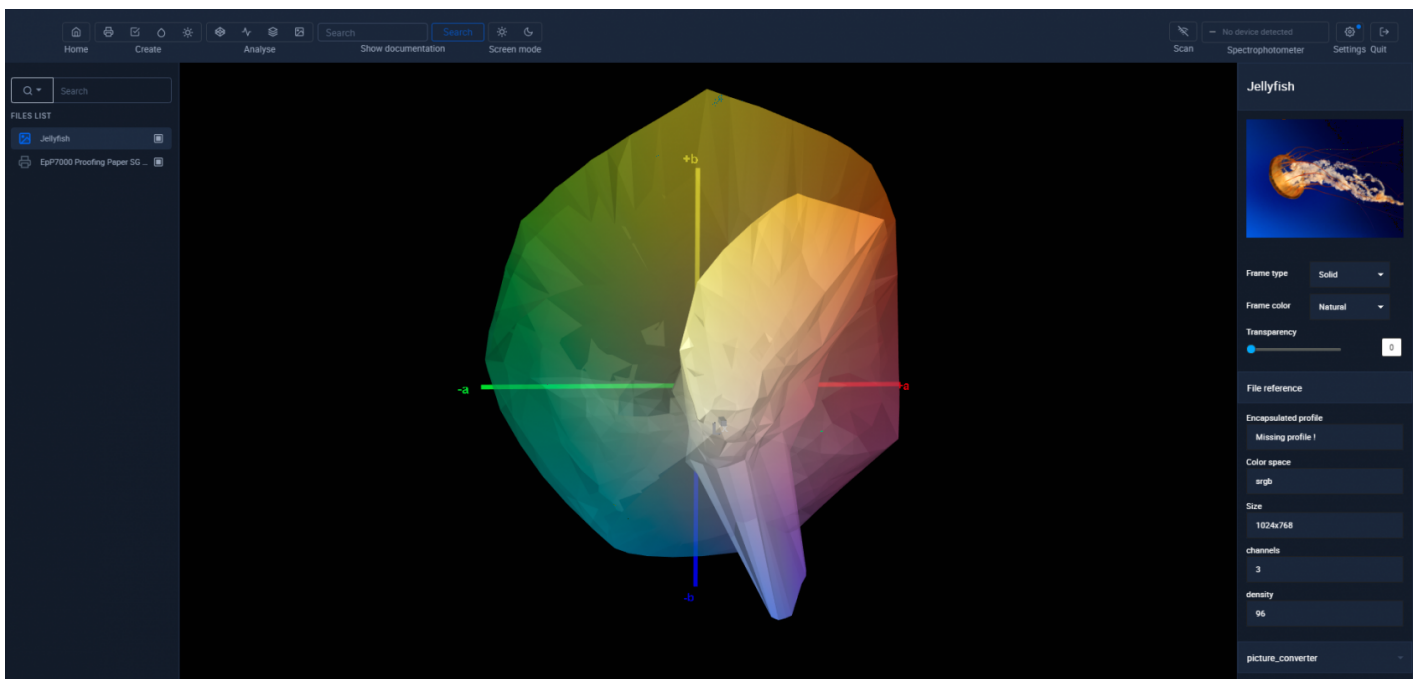 Search Search
Home Create Analyse Show documentation Screen mode
No device detected
Scan Spectrophotometer Settings Quit
Search
FILES LIST
Jellyfish
EpP7000 Proofing Paper SG ...
+b
-a
+a
-b
Jellyfish
Frame type Solid
Frame color Natural
Transparency
0
File reference
Encapsulated profile
Missing profile !
Color space
srgb
Size
1024x768
channels
3
density
96
picture_converter